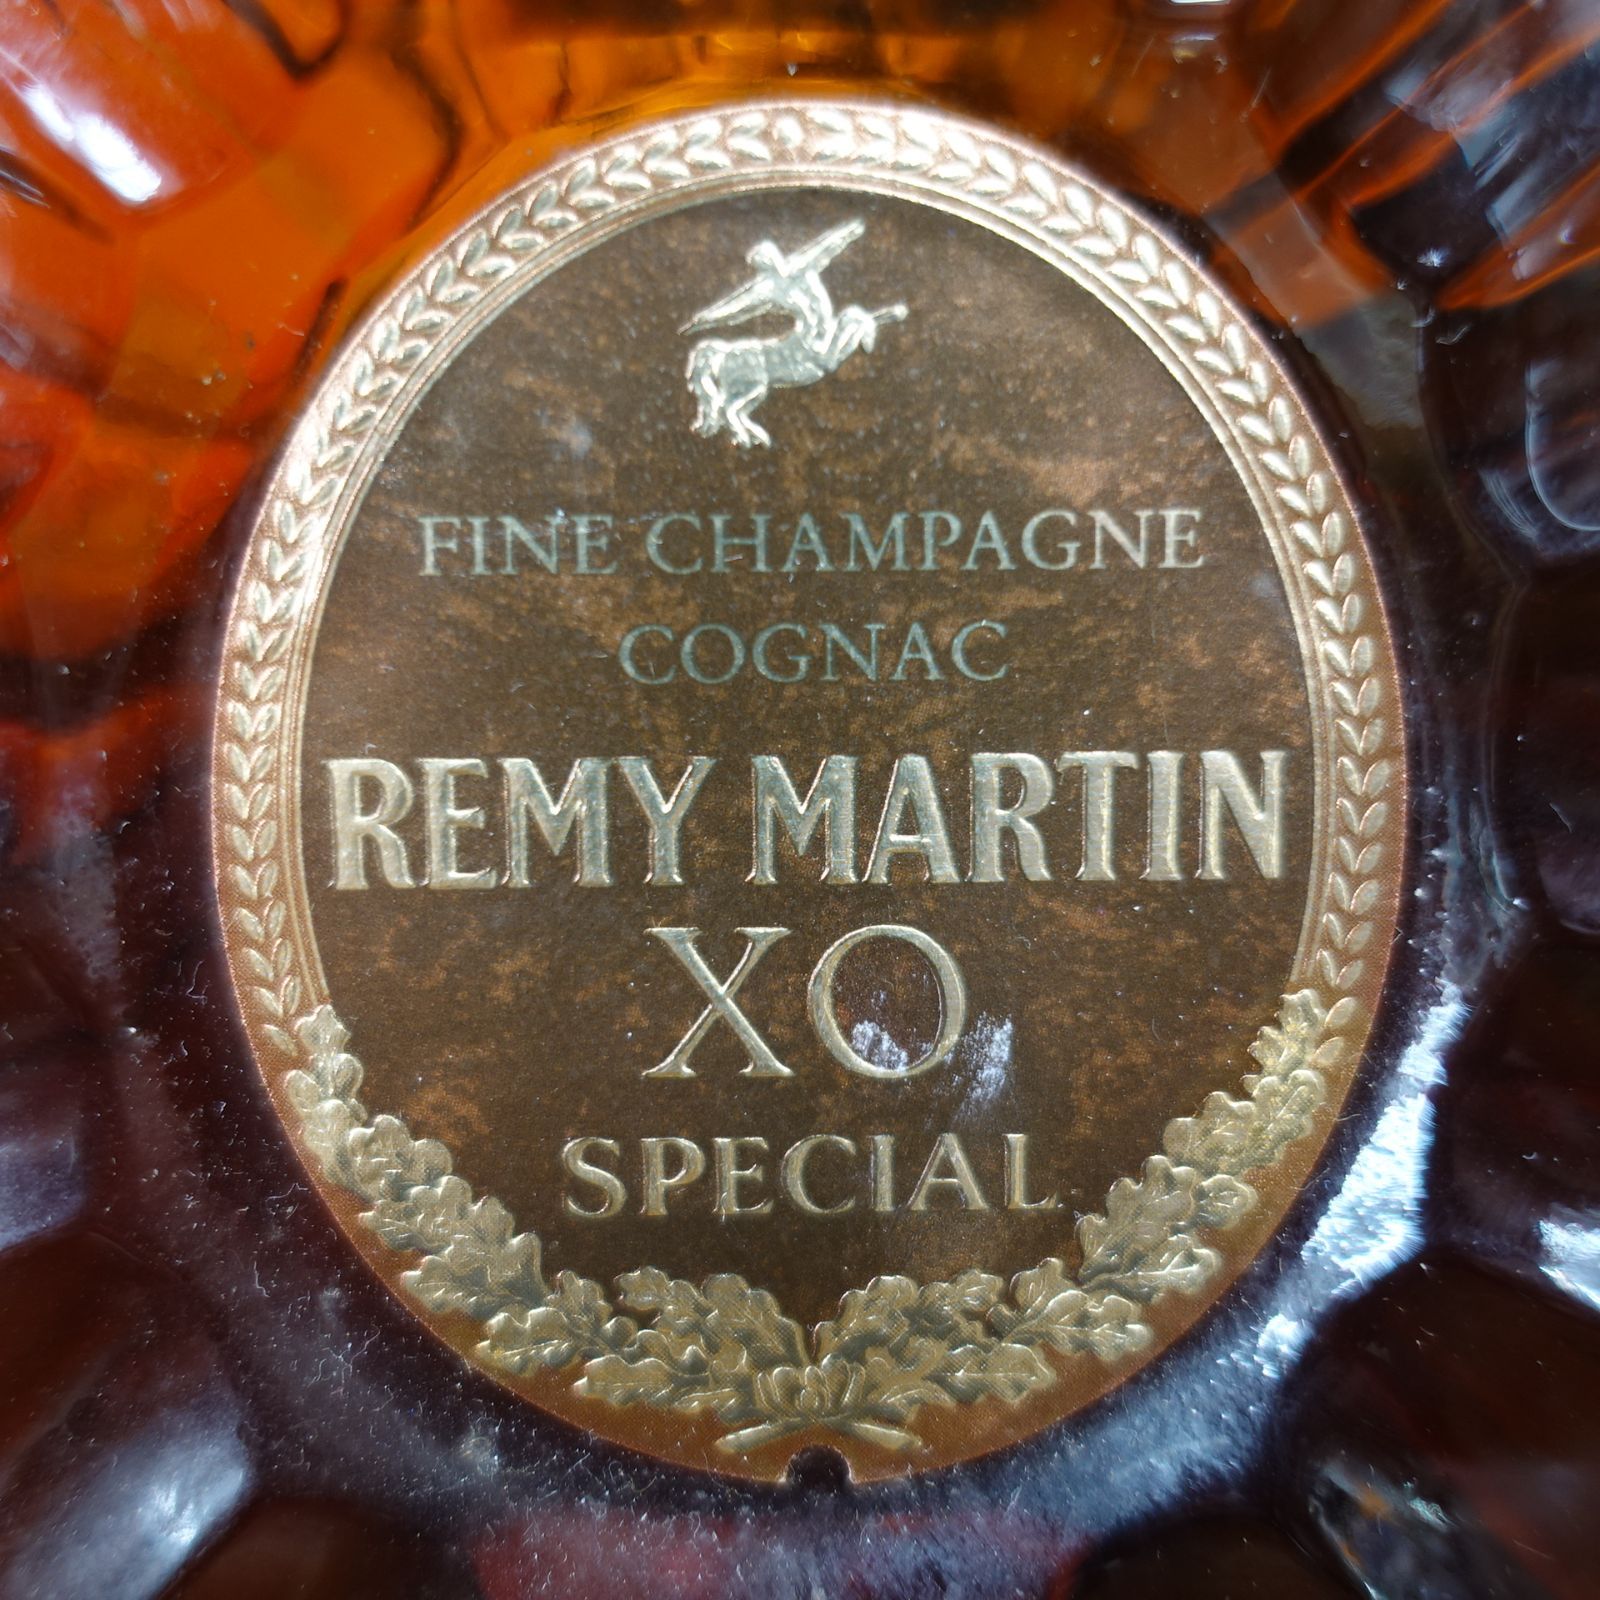 FINE CHAMPAGNE
COGNAC
REMY MARTIN
XO
SPECIAL